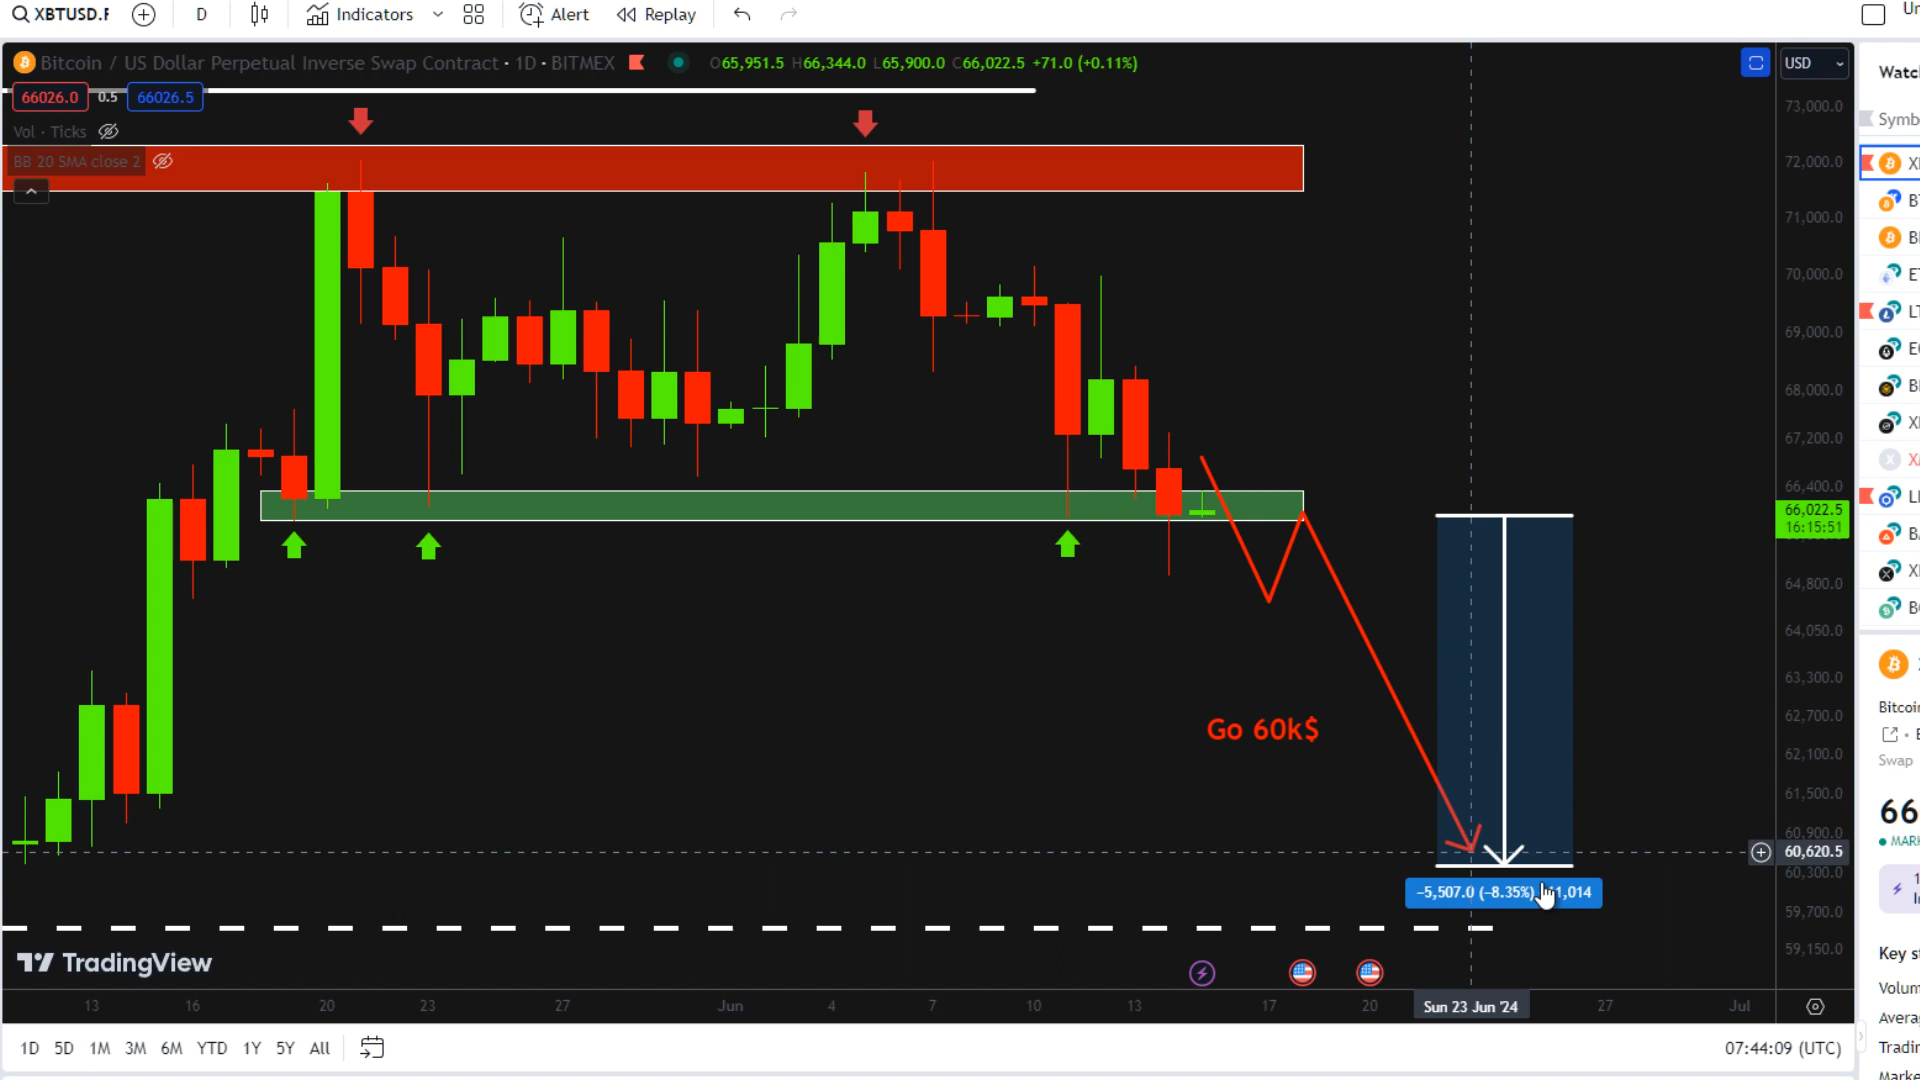 XBTUSD.F D Indicators Alert Replay
Bitcoin / US Dollar Perpetual Inverse Swap Contract · 1D · BITMEX O65,951.5 H66,344.0 L65,900.0 C66,022.5 +71.0 (+0.11%)
USD
66026.0 0.5 66026.5
Vol · Ticks
BB 20 SMA close 2
73,000.0
72,000.0
71,000.0
70,000.0
69,000.0
68,000.0
67,200.0
66,400.0
66,022.5
16:15:51
64,800.0
64,050.0
63,300.0
62,700.0
62,100.0
61,500.0
60,900.0
60,620.5
60,300.0
59,700.0
59,150.0
Go 60k$
−5,507.0 (−8.35%)
TradingView
13 16 20 23 27 Jun 4 7 10 13 17 20 Sun 23 Jun '24 27 Jul
1D 5D 1M 3M 6M YTD 1Y 5Y All
07:44:09 (UTC)
Watc
Symb
Bitcoi
Swap
66
MAR
Key s
Volum
Avera
Tradin
Marke